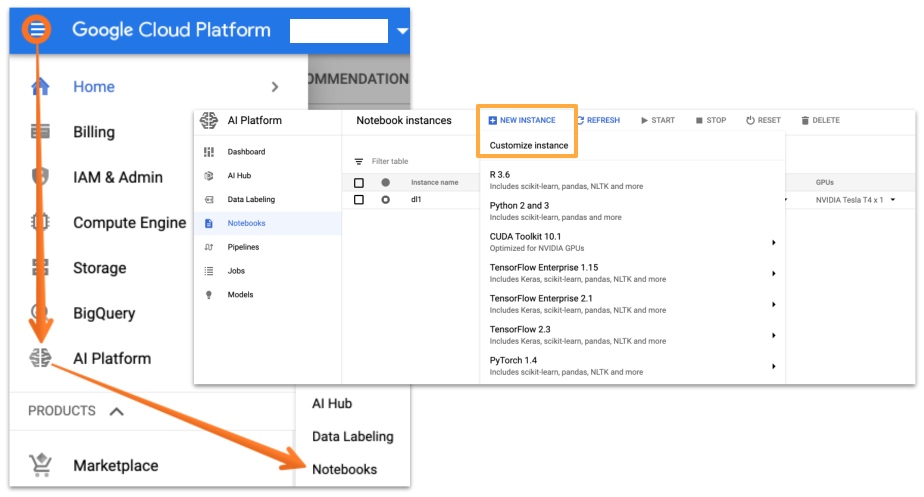 Google Cloud Platform
OMMENDATION
Home
Billing
IAM & Admin
Compute Engine
Storage
BigQuery
AI Platform
PRODUCTS
Marketplace
AI Hub
Data Labeling
Notebooks
AI Platform
Dashboard
AI Hub
Data Labeling
Notebooks
Pipelines
Jobs
Models
Notebook instances
NEW INSTANCE
REFRESH
START
STOP
RESET
DELETE
Customize instance
Filter table
Instance name
GPUs
dl1
NVIDIA Tesla T4 x 1
R 3.6
Includes scikit-learn, pandas, NLTK and more
Python 2 and 3
Includes scikit-learn, pandas and more
CUDA Toolkit 10.1
Optimized for NVIDIA GPUs
TensorFlow Enterprise 1.15
Includes Keras, scikit-learn, pandas, NLTK and more
TensorFlow Enterprise 2.1
Includes Keras, scikit-learn, pandas, NLTK and more
TensorFlow 2.3
Includes Keras, scikit-learn, pandas, NLTK and more
PyTorch 1.4
Includes scikit-learn, pandas, NLTK and more